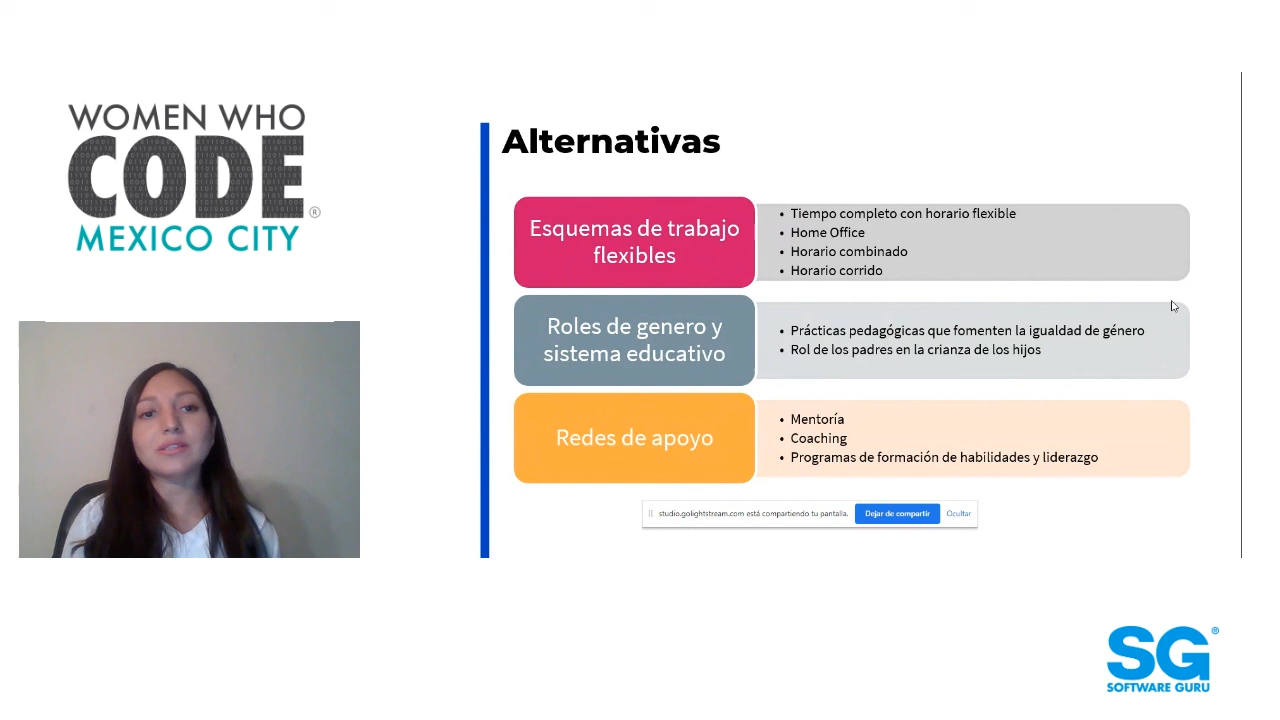 WOMEN WHO
CODE®
MEXICO CITY
Alternativas
Esquemas de trabajo
flexibles
• Tiempo completo con horario flexible
• Home Office
• Horario combinado
• Horario corrido
Roles de genero y
sistema educativo
• Prácticas pedagógicas que fomenten la igualdad de género
• Rol de los padres en la crianza de los hijos
Redes de apoyo
• Mentoría
• Coaching
• Programas de formación de habilidades y liderazgo
studio.golightstream.com está compartiendo tu pantalla. Dejar de compartir Ocultar
SG®
SOFTWARE GURU